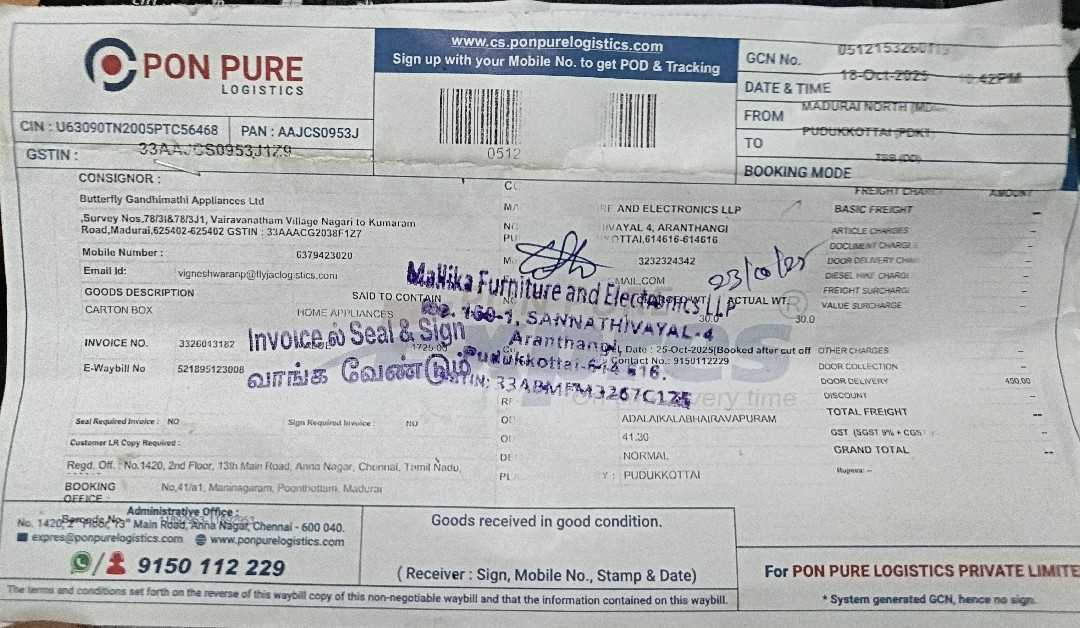 PON PURE
LOGISTICS
www.cs.ponpurelogistics.com
Sign up with your Mobile No. to get POD & Tracking
0512
CIN : U63090TN2005PTC56468 PAN : AAJCS0953J
GSTIN : 33AAJCS0953J1Z9
GCN No.
DATE & TIME 18-Oct-2025 42PM
FROM MADURAI NORTH
TO PUDUKKOTTAI (PDKT)
BOOKING MODE
CONSIGNOR :
Butterfly Gandhimathi Appliances Ltd
,Survey Nos,78/3I&78/3J1, Vairavanatham Village Nagari to Kumaram
Road,Madurai,625402-625402 GSTIN : 33AAACG2038F1Z7
Mobile Number : 6379423020
Email Id: vigneshwaranp@flyjaclogistics.com
GOODS DESCRIPTION SAID TO CONTAIN
CARTON BOX HOME APPLIANCES
INVOICE NO. 3326013182
E-Waybill No 521895123008
Seal Required Invoice : NO Sign Required Invoice : NO
Customer LR Copy Required :
Regd. Off. : No.1420, 2nd Floor, 13th Main Road, Anna Nagar, Chennai, Tamil Nadu,
BOOKING OFFICE : No,41/a1, Maninagaram, Poonthottam, Madurai
AND ELECTRONICS LLP
4, ARANTHANGI
614616-614616
3232324342
MAIL.COM
ACTUAL WT.
30.0 30.0
Date : 25-Oct-2025(Booked after cut off
Contact No.: 9150112229
ADALAIKALABHAIRAVAPURAM
41.30
NORMAL
PUDUKKOTTAI
23/10/25
Mallika Furniture and Electronics LLP
No. 160-1, SANNATHIVAYAL-4
Aranthangi,
Pudukkottai-614 616.
GSTIN: 33ABMFM3267C1Z5
Invoice ல் Seal & Sign
வாங்க வேண்டும்
FREIGHT CHARGE AMOUNT
BASIC FREIGHT –
ARTICLE CHARGES –
DOCUMENT CHARGE –
DOOR DELIVERY –
DIESEL HIKE CHARGE –
FREIGHT SURCHARGE –
VALUE SURCHARGE –
OTHER CHARGES –
DOOR COLLECTION –
DOOR DELIVERY 450.00
DISCOUNT –
TOTAL FREIGHT –
GST (SGST 9% + CGST –
GRAND TOTAL –
Rupees: --
Administrative Office :
No. 1420, 2nd Floor, 13th Main Road, Anna Nagar, Chennai - 600 040.
expres@ponpurelogistics.com www.ponpurelogistics.com
9150 112 229
Goods received in good condition.
( Receiver : Sign, Mobile No., Stamp & Date)
For PON PURE LOGISTICS PRIVATE LIMITE
* System generated GCN, hence no sign.
The terms and conditions set forth on the reverse of this waybill copy of this non-negotiable waybill and that the information contained on this waybill.